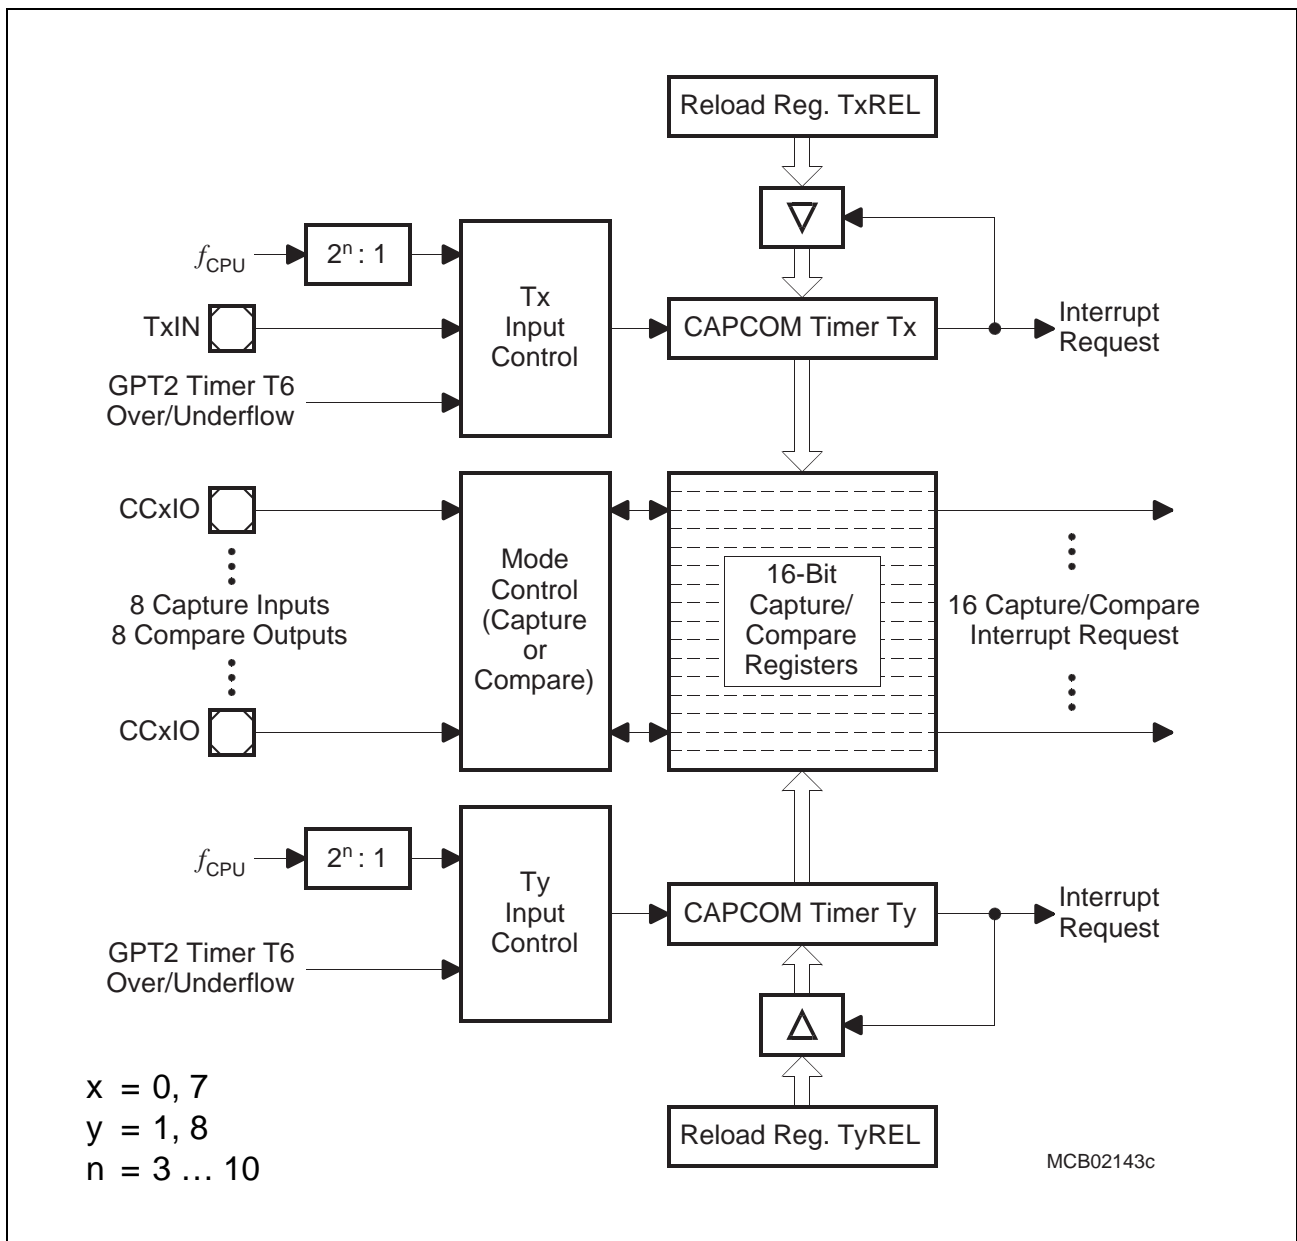 Reload Reg. TxREL
fCPU
2ⁿ : 1
Tx
Input
Control
TxIN
CAPCOM Timer Tx
Interrupt
Request
GPT2 Timer T6
Over/Underflow
CCxIO
8 Capture Inputs
8 Compare Outputs
CCxIO
Mode
Control
(Capture
or
Compare)
16-Bit
Capture/
Compare
Registers
16 Capture/Compare
Interrupt Request
fCPU
2ⁿ : 1
Ty
Input
Control
CAPCOM Timer Ty
Interrupt
Request
GPT2 Timer T6
Over/Underflow
Reload Reg. TyREL
x = 0, 7
y = 1, 8
n = 3 … 10
MCB02143c